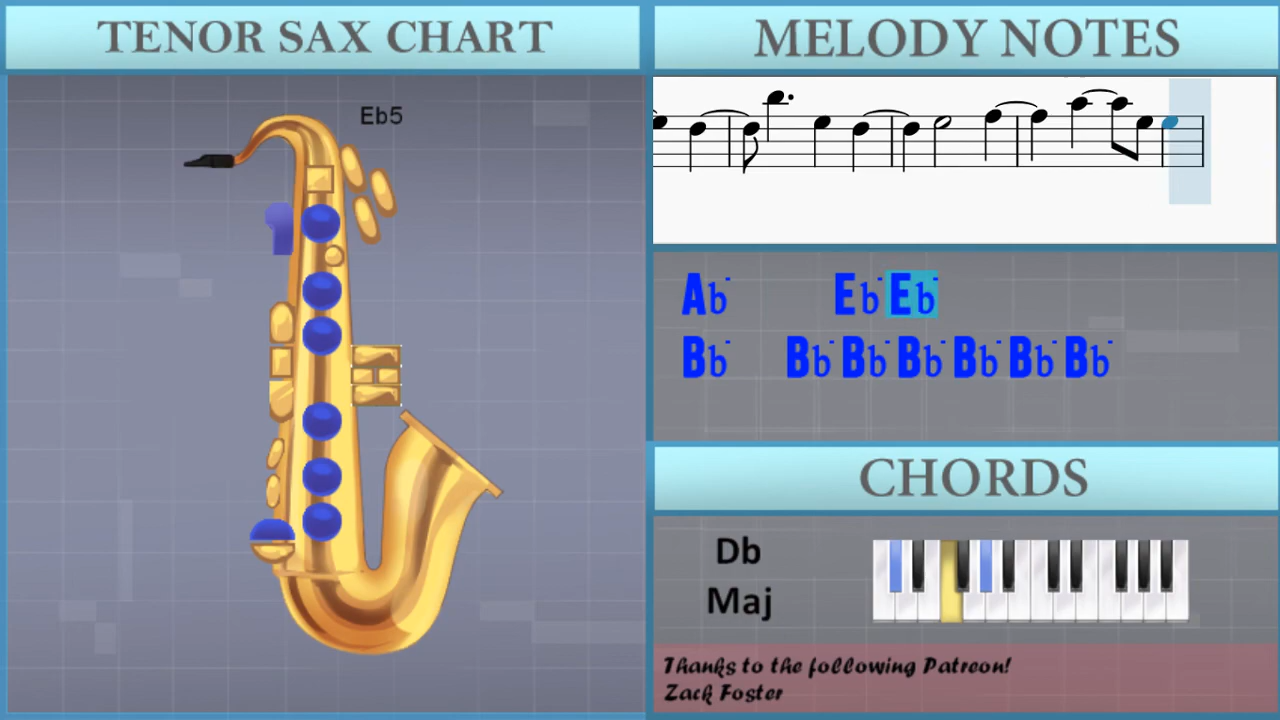 TENOR SAX CHART
Eb5
MELODY NOTES
Ab- Eb- Eb-
Bb- Bb- Bb- Bb- Bb- Bb- Bb-
CHORDS
Db
Maj
Thanks to the following Patreon!
Zack Foster